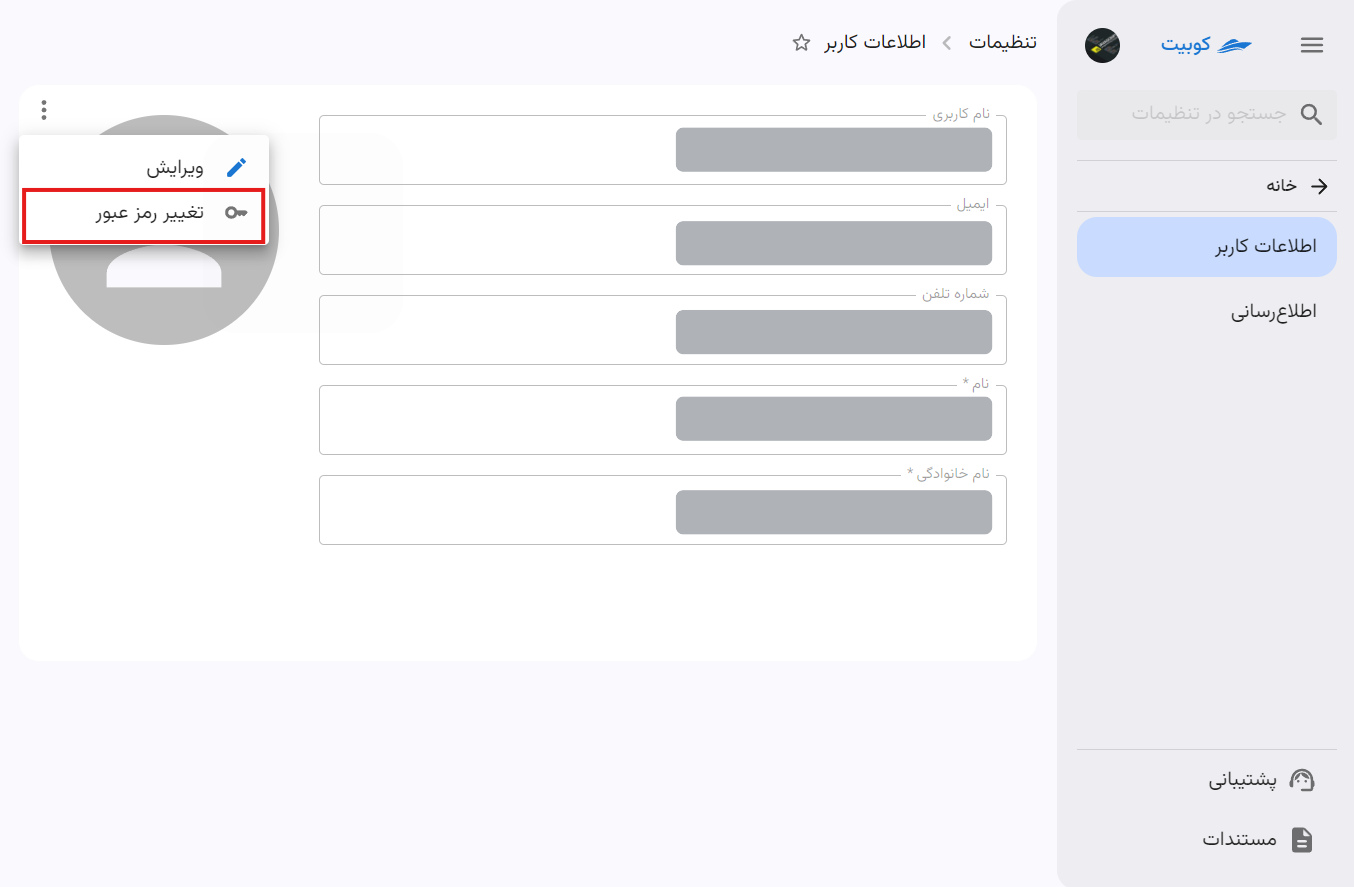 کوبیت
جستجو در تنظیمات
خانه
اطلاعات کاربر
اطلاع‌رسانی
پشتیبانی
مستندات
تنظیمات
اطلاعات کاربر
نام کاربری
ایمیل
شماره تلفن
نام *
نام خانوادگی *
ویرایش
تغییر رمز عبور